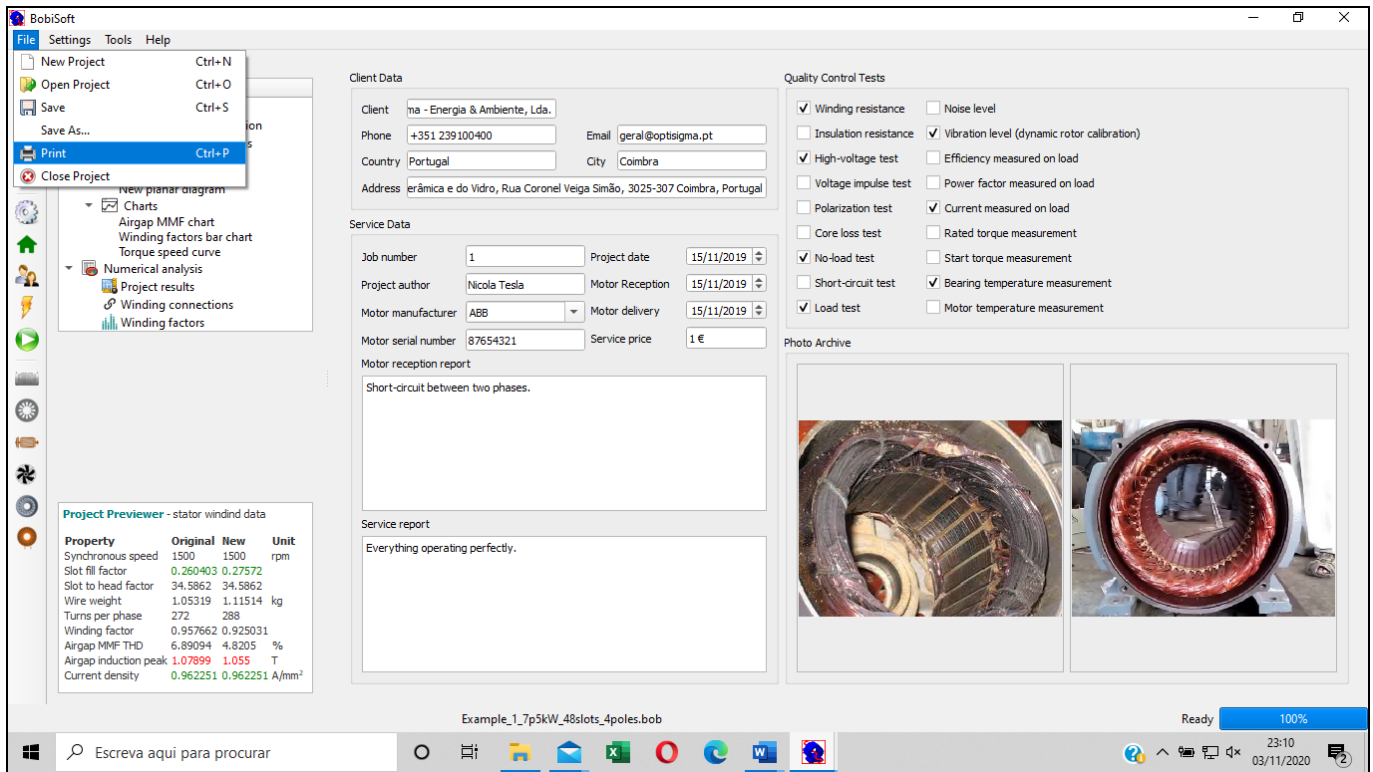 BobiSoft
File Settings Tools Help
New Project Ctrl+N
Open Project Ctrl+O
Save Ctrl+S
Save As...
Print Ctrl+P
Close Project
ion
s
New planar diagram
Charts
Airgap MMF chart
Winding factors bar chart
Torque speed curve
Numerical analysis
Project results
Winding connections
Winding factors
Project Previewer - stator windind data
Property Original New Unit
Synchronous speed 1500 1500 rpm
Slot fill factor 0.260403 0.27572
Slot to head factor 34.5862 34.5862
Wire weight 1.05319 1.11514 kg
Turns per phase 272 288
Winding factor 0.957662 0.925031
Airgap MMF THD 6.89094 4.8205 %
Airgap induction peak 1.07899 1.055 T
Current density 0.962251 0.962251 A/mm²
Client Data
Client ma - Energia & Ambiente, Lda.
Phone +351 239100400 Email geral@optisigma.pt
Country Portugal City Coimbra
Address erâmica e do Vidro, Rua Coronel Veiga Simão, 3025-307 Coimbra, Portugal
Service Data
Job number 1 Project date 15/11/2019
Project author Nicola Tesla Motor Reception 15/11/2019
Motor manufacturer ABB Motor delivery 15/11/2019
Motor serial number 87654321 Service price 1 €
Motor reception report
Short-circuit between two phases.
Service report
Everything operating perfectly.
Quality Control Tests
Winding resistance Noise level
Insulation resistance Vibration level (dynamic rotor calibration)
High-voltage test Efficiency measured on load
Voltage impulse test Power factor measured on load
Polarization test Current measured on load
Core loss test Rated torque measurement
No-load test Start torque measurement
Short-circuit test Bearing temperature measurement
Load test Motor temperature measurement
Photo Archive
Example_1_7p5kW_48slots_4poles.bob
Ready 100%
Escreva aqui para procurar
23:10
03/11/2020
2